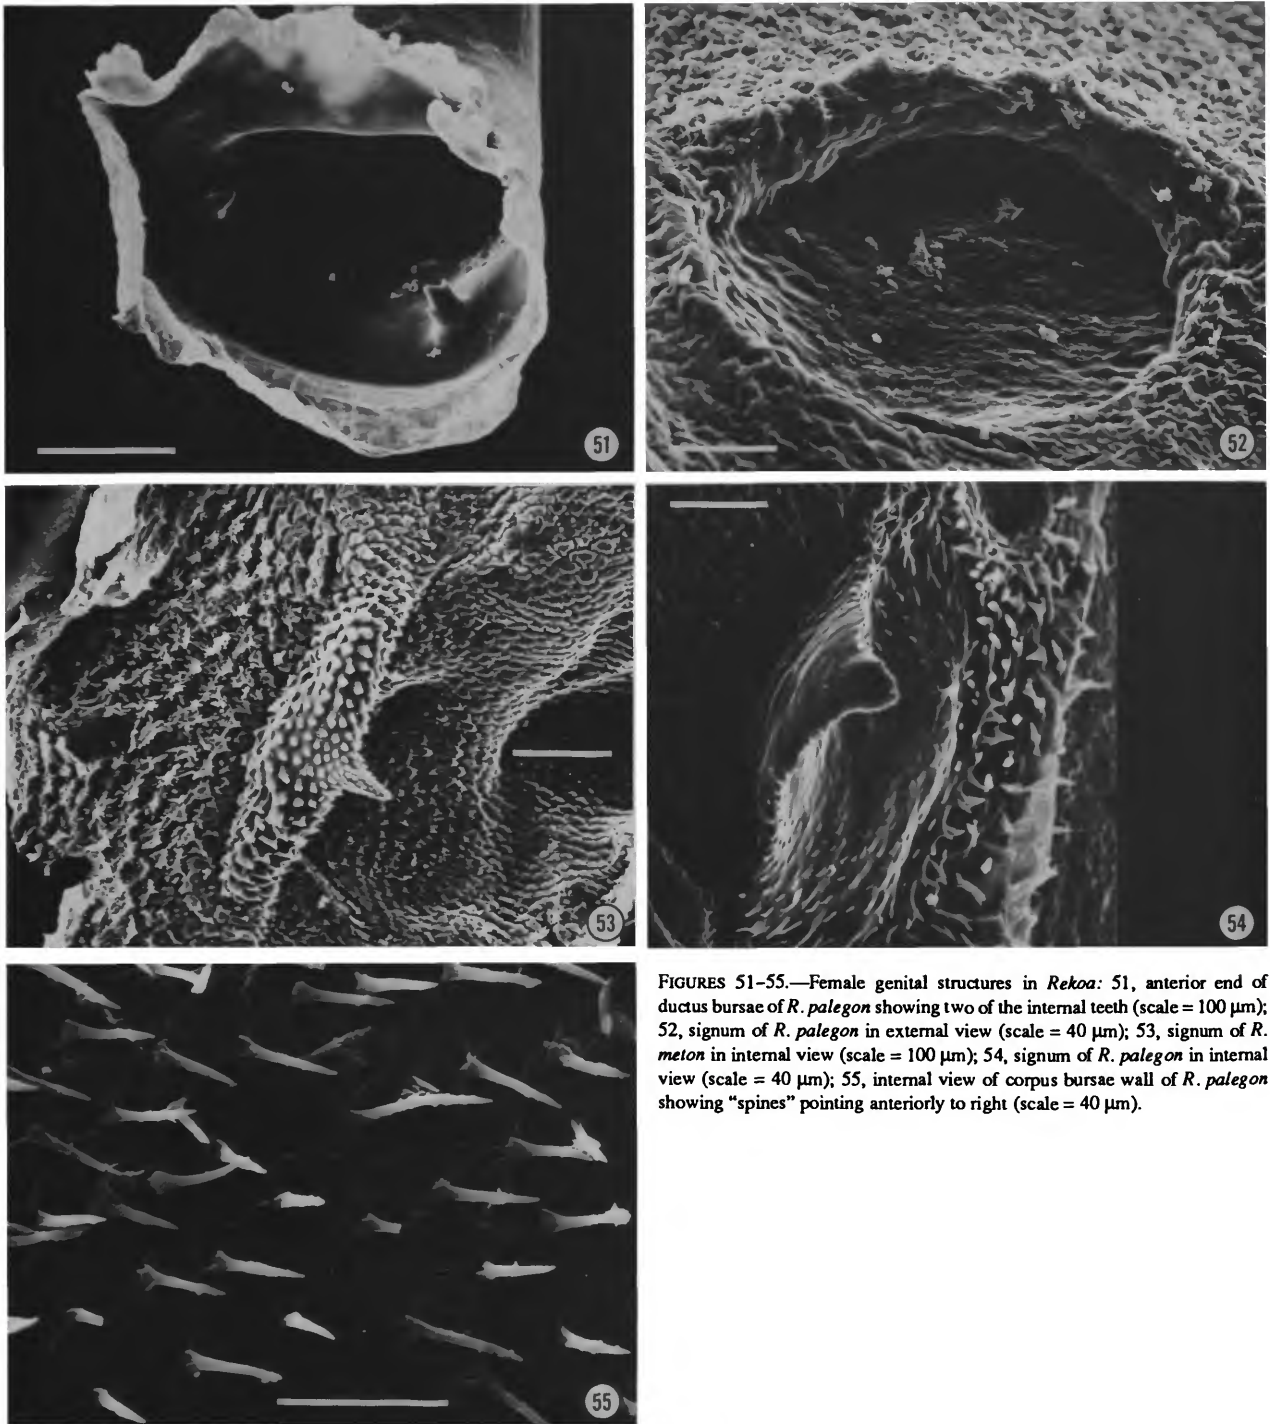 51
52
53
54
55
FIGURES 51-55.—Female genital structures in Rekoa: 51, anterior end of
ductus bursae of R. palegon showing two of the internal teeth (scale = 100 µm);
52, signum of R. palegon in external view (scale = 40 µm); 53, signum of R.
meton in internal view (scale = 100 µm); 54, signum of R. palegon in internal
view (scale = 40 µm); 55, internal view of corpus bursae wall of R. palegon
showing "spines" pointing anteriorly to right (scale = 40 µm).